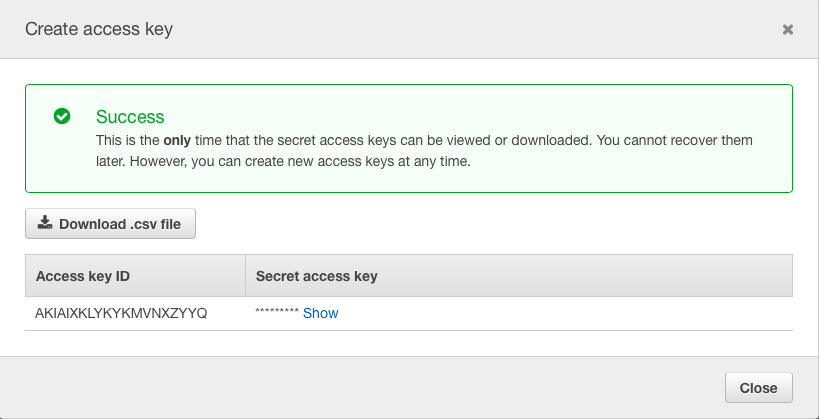 Create access key
Success
This is the only time that the secret access keys can be viewed or downloaded. You cannot recover them
later. However, you can create new access keys at any time.
Download .csv file
Access key ID Secret access key
AKIAIXKLYKYKMVNXZYYQ ********* Show
Close